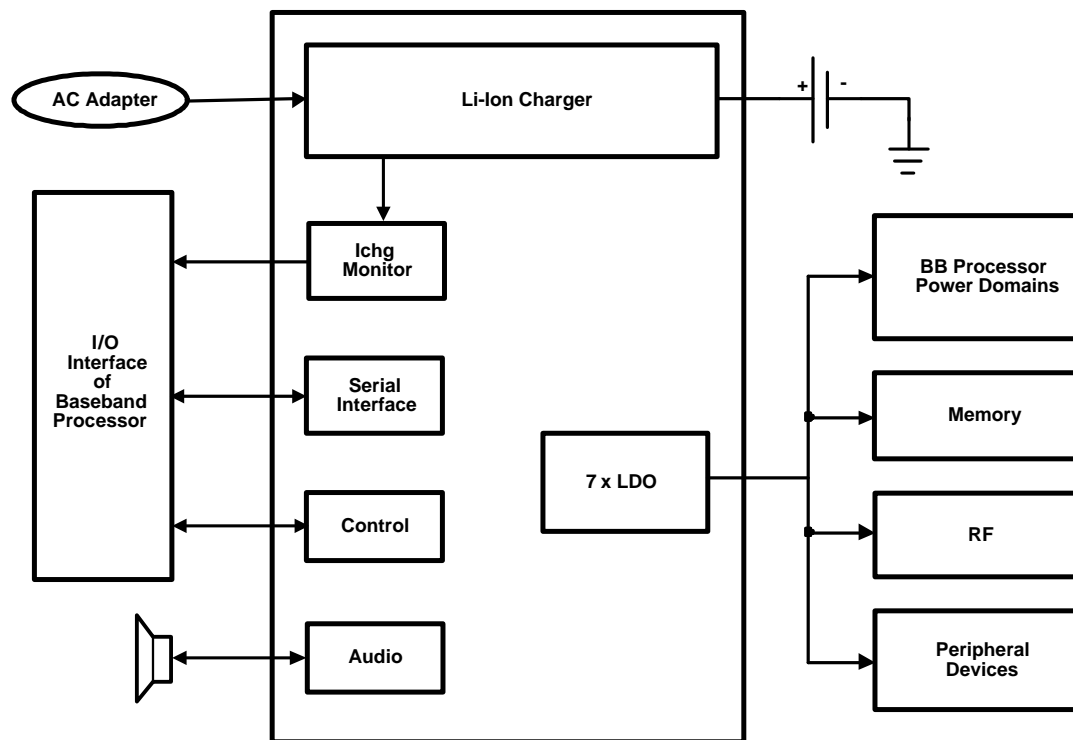 AC Adapter
Li-Ion Charger
+ -
Ichg
Monitor
BB Processor
Power Domains
I/O
Interface
of
Baseband
Processor
Serial
Interface
Memory
7 x LDO
Control
RF
Audio
Peripheral
Devices